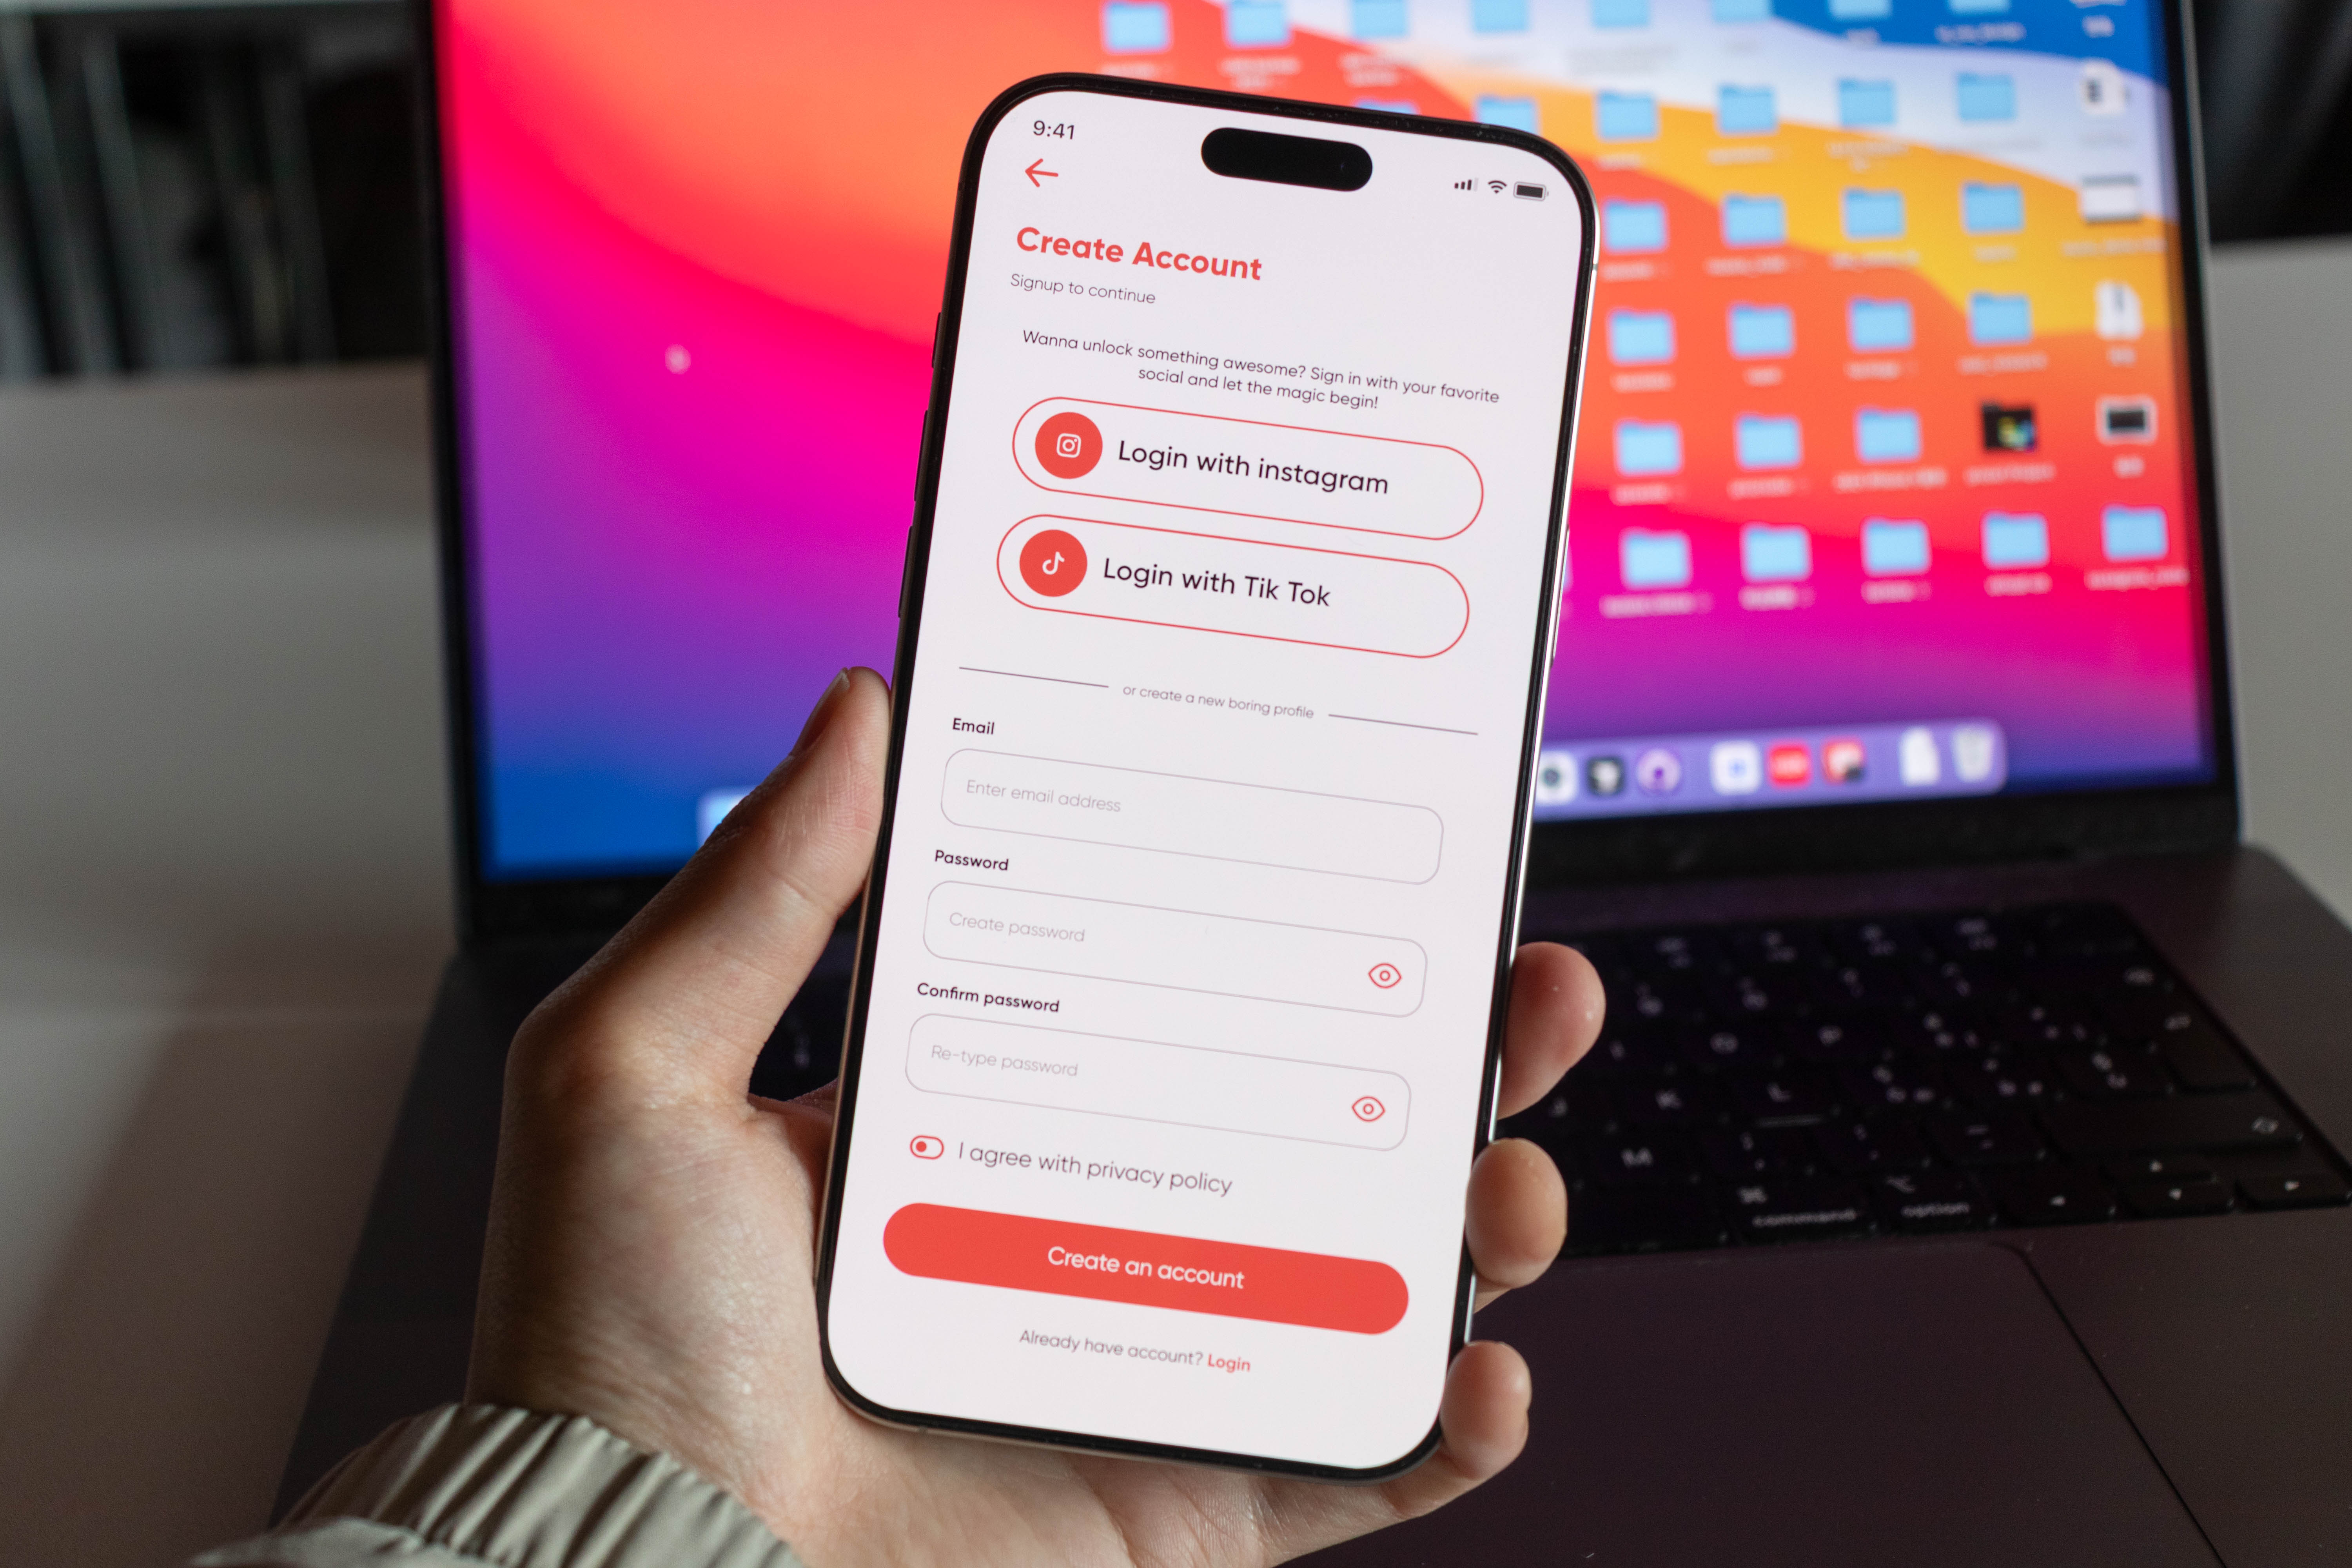 9:41
Create Account
Signup to continue
Wanna unlock something awesome? Sign in with your favorite
social and let the magic begin!
Login with instagram
Login with Tik Tok
or create a new boring profile
Email
Enter email address
Password
Create password
Confirm password
Re-type password
I agree with privacy policy
Create an account
Already have account? Login
K
L
M
command
option